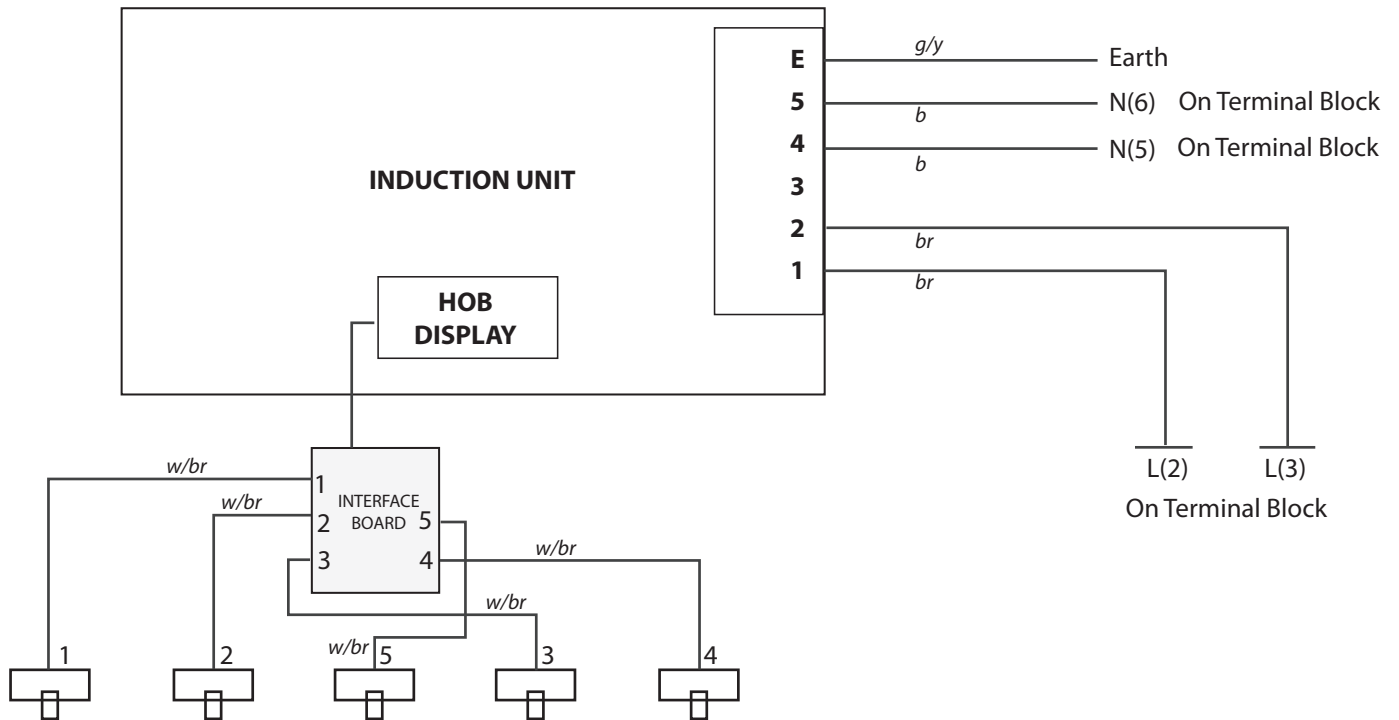 g/y
E
Earth
5
b
N(6) On Terminal Block
4
b
N(5) On Terminal Block
INDUCTION UNIT
3
2
br
1
br
HOB
DISPLAY
L(2) L(3)
On Terminal Block
w/br
1
w/br
INTERFACE
2
BOARD
5
3
4
w/br
w/br
w/br
1 2 5 3 4